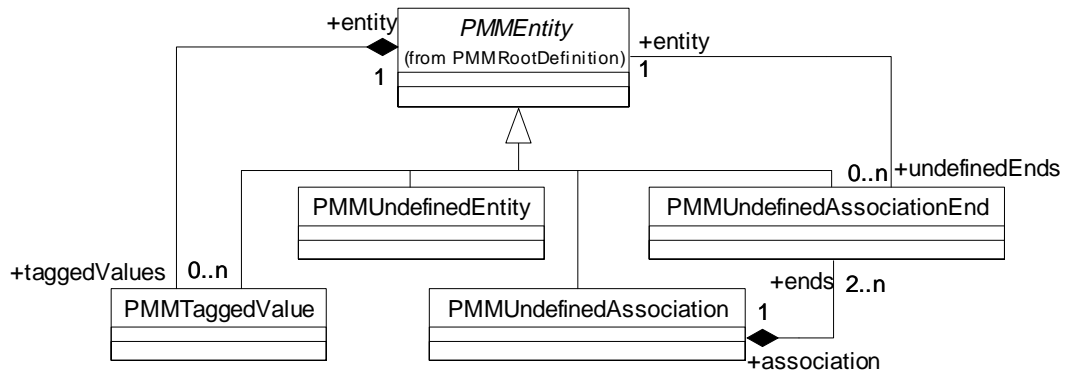 +entity
PMMEntity
(from PMMRootDefinition)
+entity
1
1
0..n
+undefinedEnds
PMMUndefinedEntity
PMMUndefinedAssociationEnd
+taggedValues
0..n
+ends
2..n
PMMTaggedValue
PMMUndefinedAssociation
1
+association